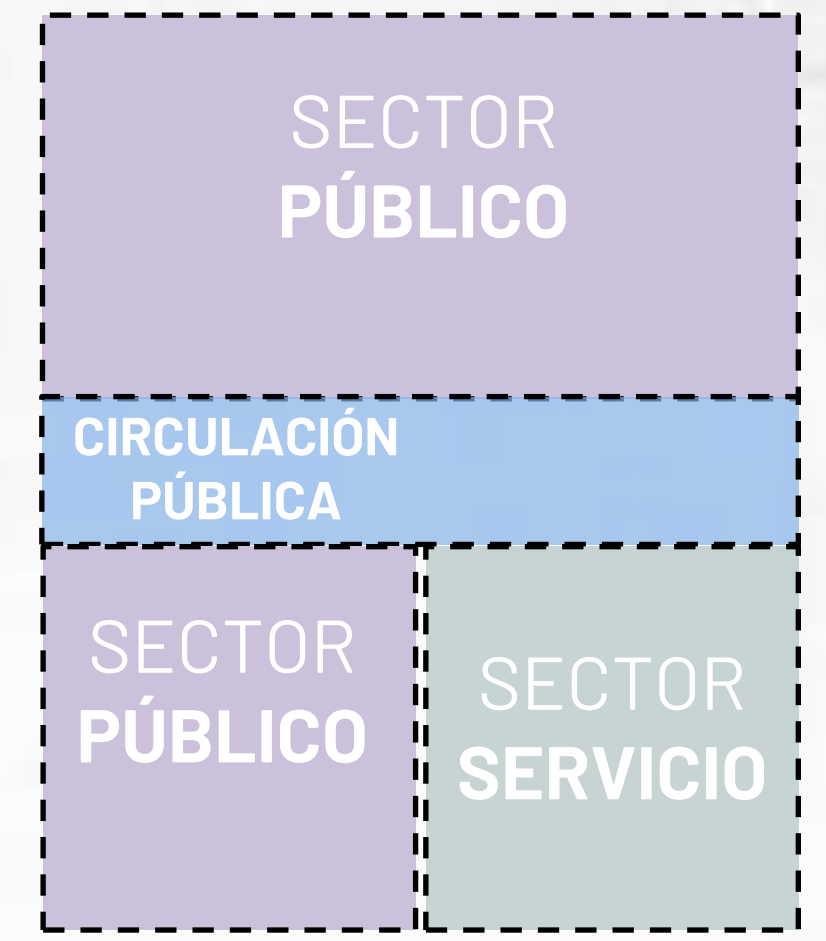 SECTOR
PÚBLICO
CIRCULACIÓN
PÚBLICA
SECTOR
PÚBLICO
SECTOR
SERVICIO